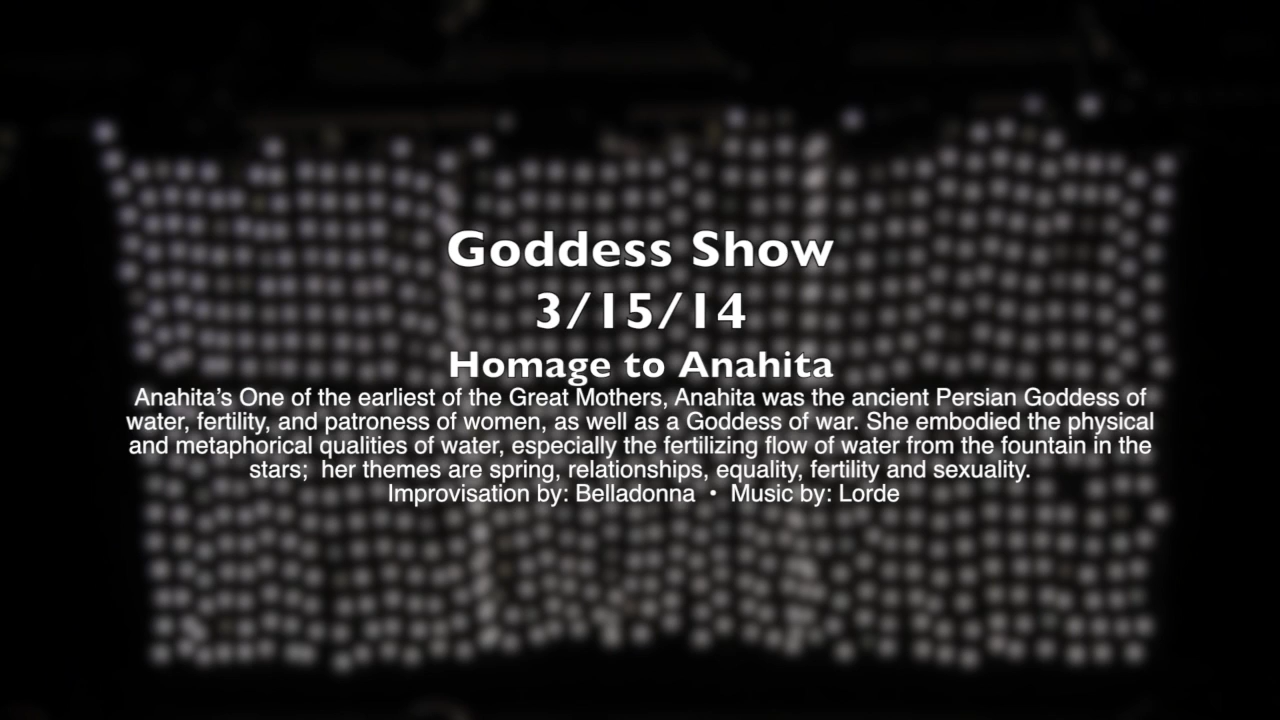 Goddess Show
3/15/14
Homage to Anahita
Anahita’s One of the earliest of the Great Mothers, Anahita was the ancient Persian Goddess of
water, fertility, and patroness of women, as well as a Goddess of war. She embodied the physical
and metaphorical qualities of water, especially the fertilizing flow of water from the fountain in the
stars;  her themes are spring, relationships, equality, fertility and sexuality.
Improvisation by: Belladonna  •  Music by: Lorde